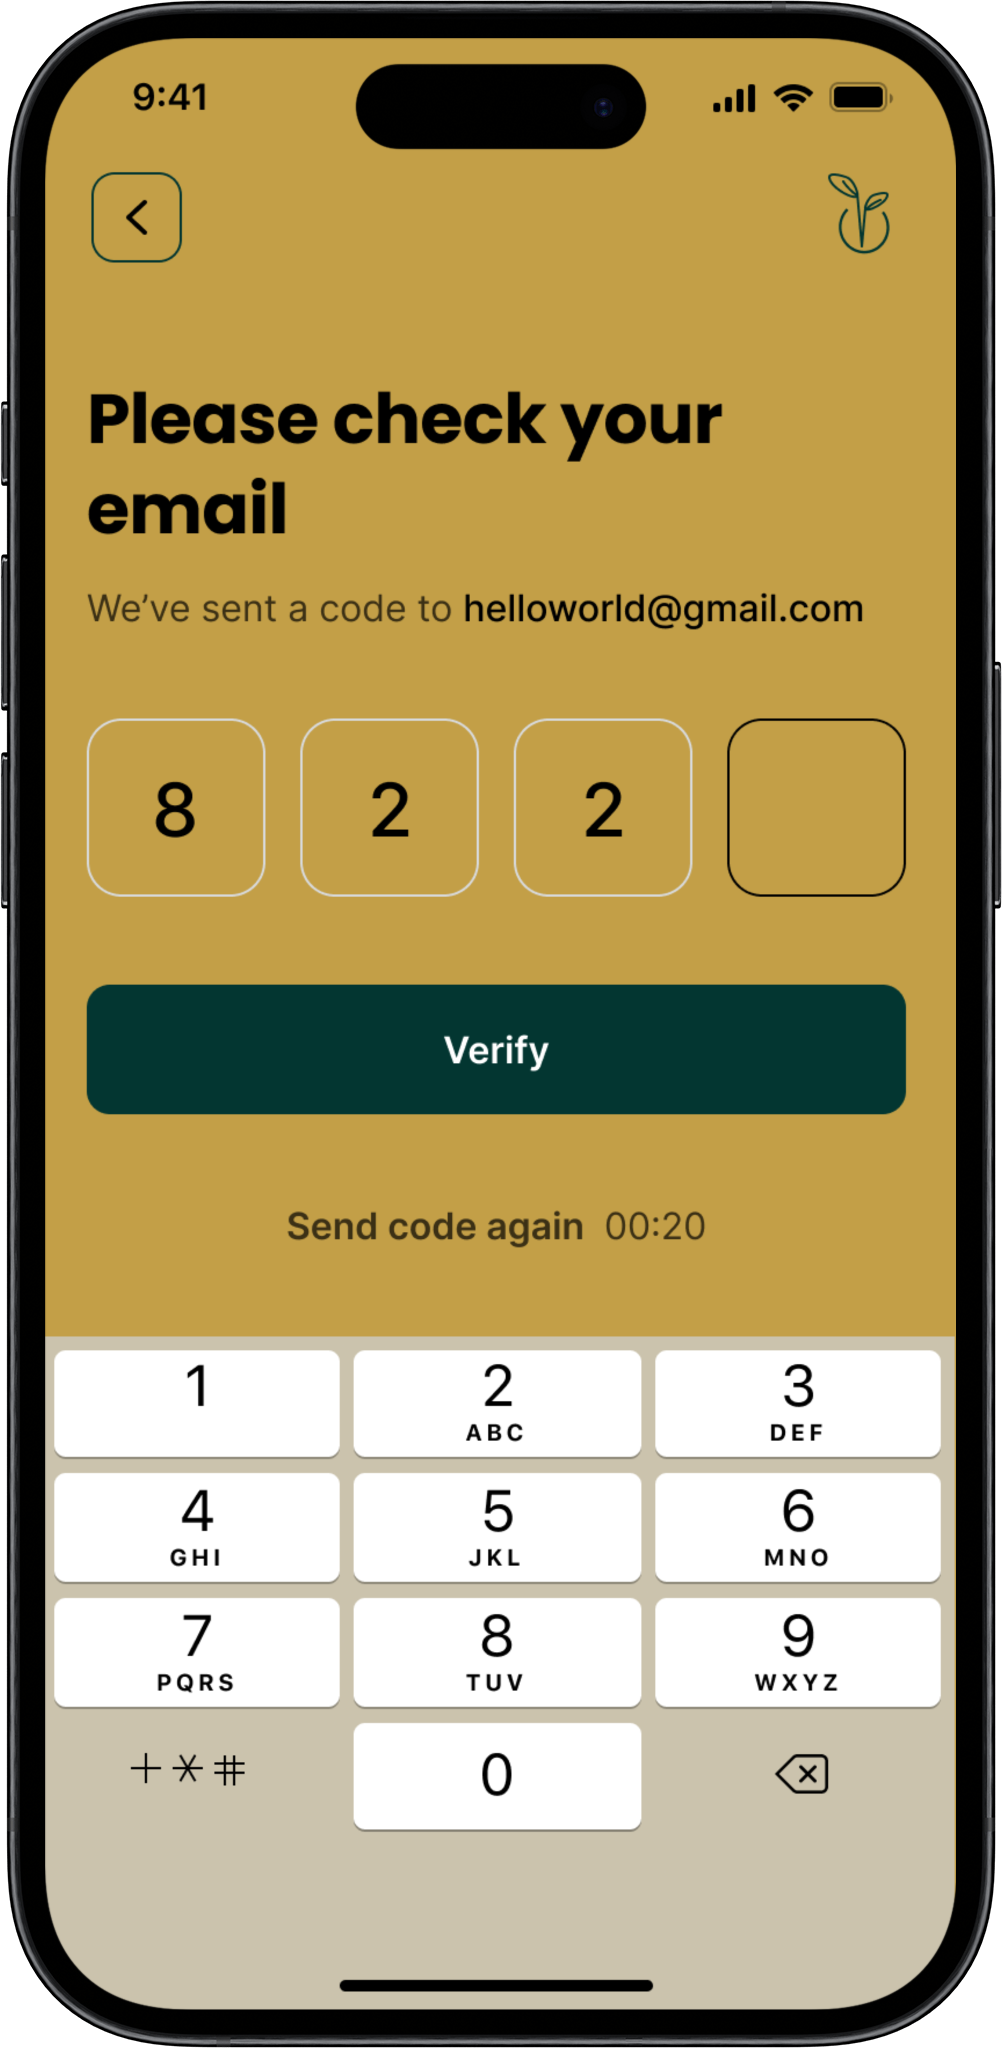 9:41
Please check your
email
We’ve sent a code to helloworld@gmail.com
8 2 2
Verify
Send code again 00:20
1 2 3
ABC DEF
4 5 6
GHI JKL MNO
7 8 9
PQRS TUV WXYZ
+*# 0